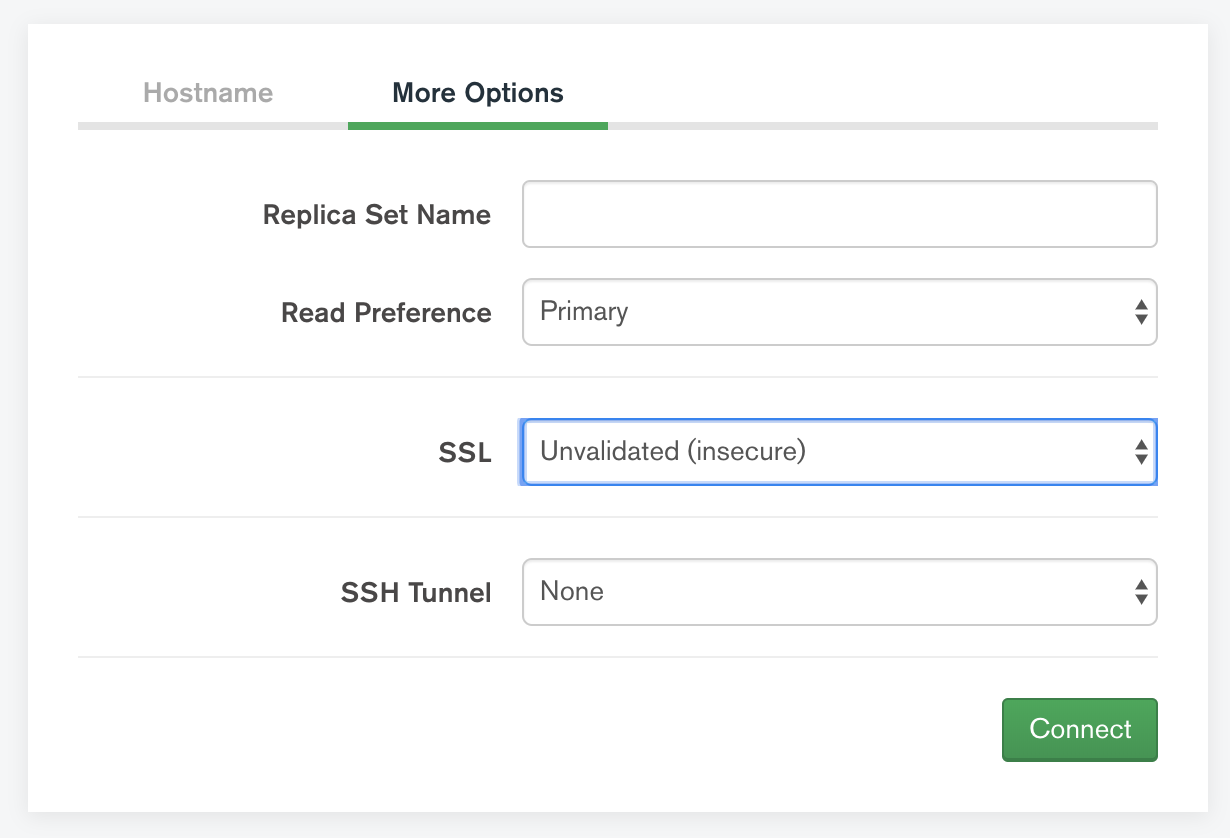 Hostname More Options
Replica Set Name
Read Preference Primary
SSL Unvalidated (insecure)
SSH Tunnel None
Connect